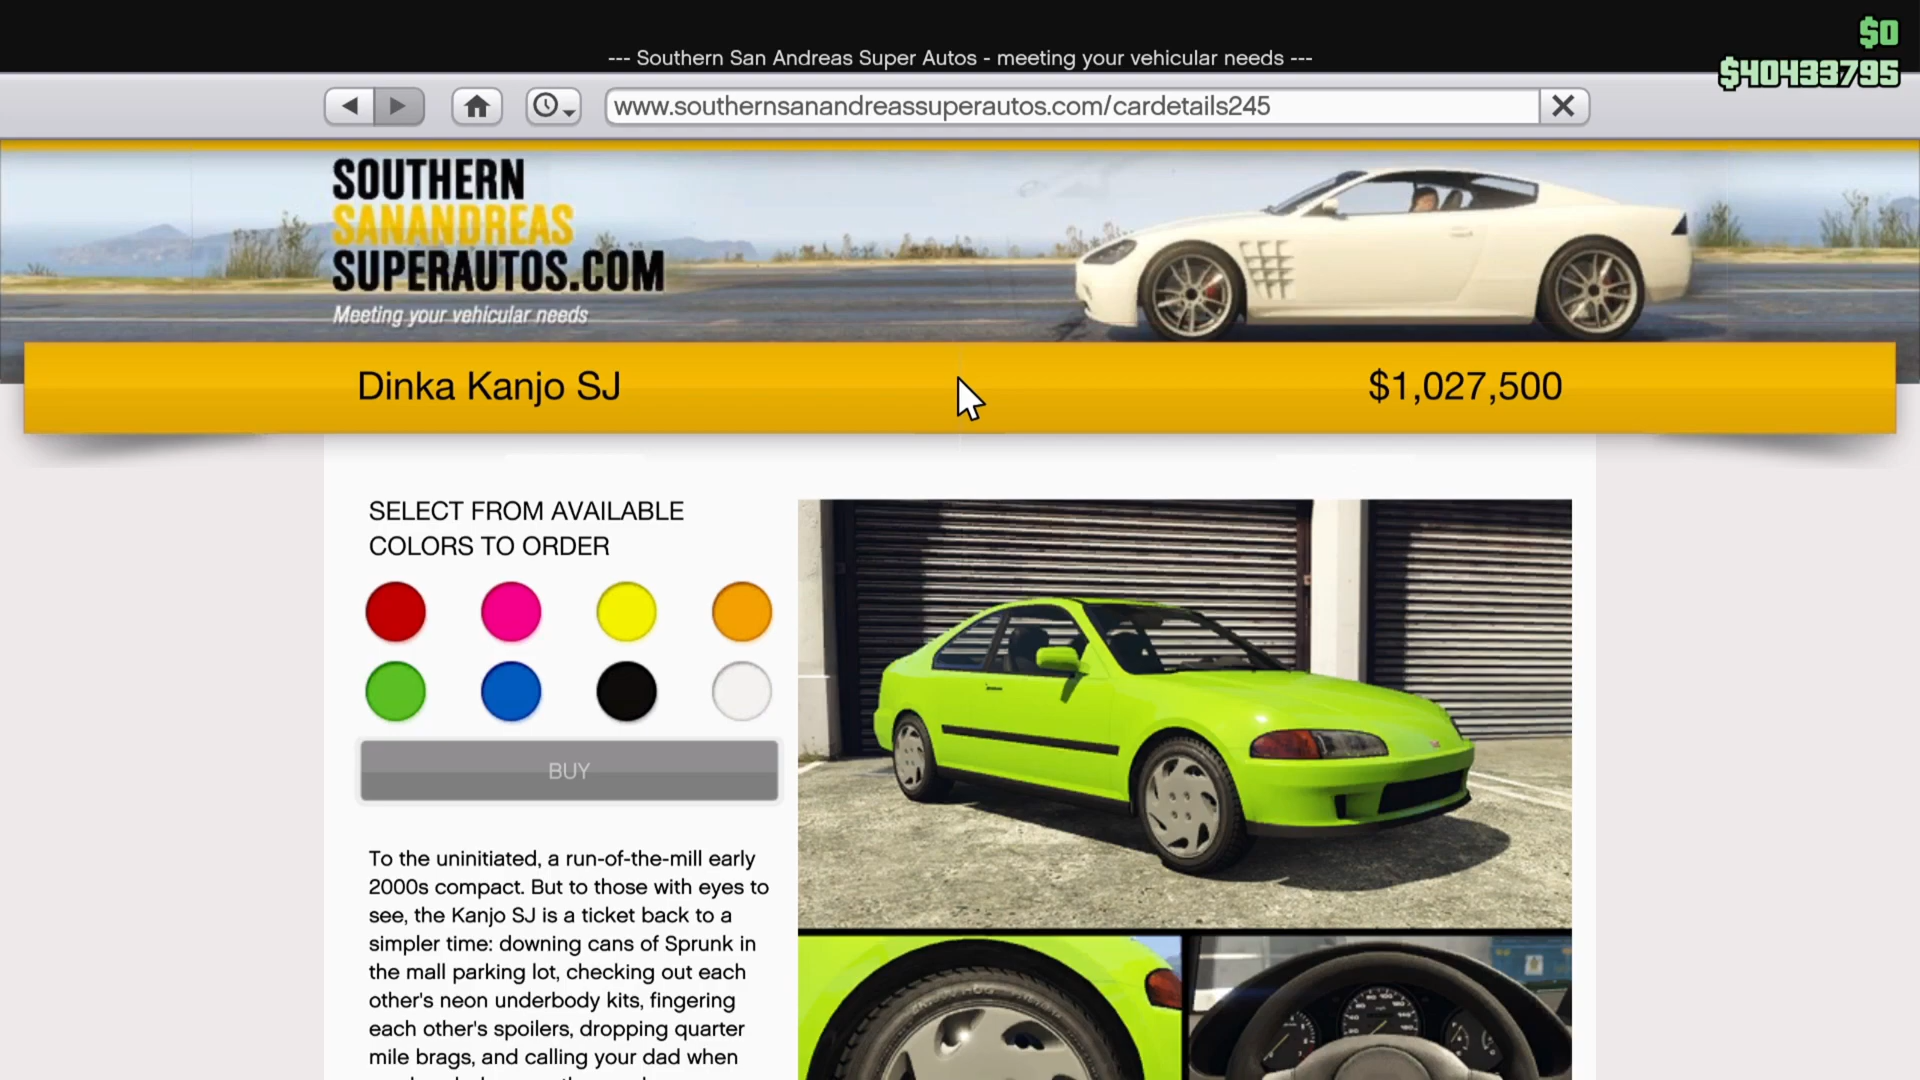 $0
--- Southern San Andreas Super Autos - meeting your vehicular needs ---
$40433795
www.southernsanandreassuperautos.com/cardetails245
SOUTHERN
SANANDREAS
SUPERAUTOS.COM
Meeting your vehicular needs
Dinka Kanjo SJ
$1,027,500
SELECT FROM AVAILABLE
COLORS TO ORDER
BUY
To the uninitiated, a run-of-the-mill early
2000s compact. But to those with eyes to
see, the Kanjo SJ is a ticket back to a
simpler time: downing cans of Sprunk in
the mall parking lot, checking out each
other's neon underbody kits, fingering
each other's spoilers, dropping quarter
mile brags, and calling your dad when